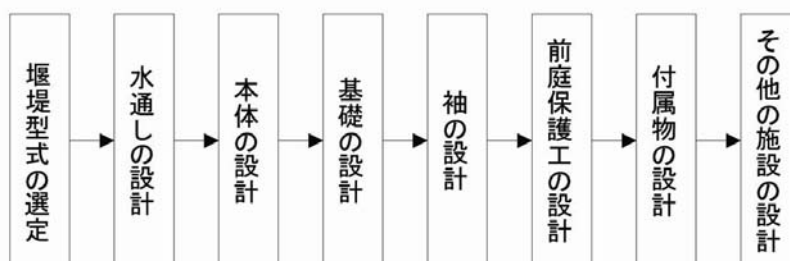 堰堤型式の選定
水通しの設計
本体の設計
基礎の設計
袖の設計
前庭保護工の設計
付属物の設計
その他の施設の設計